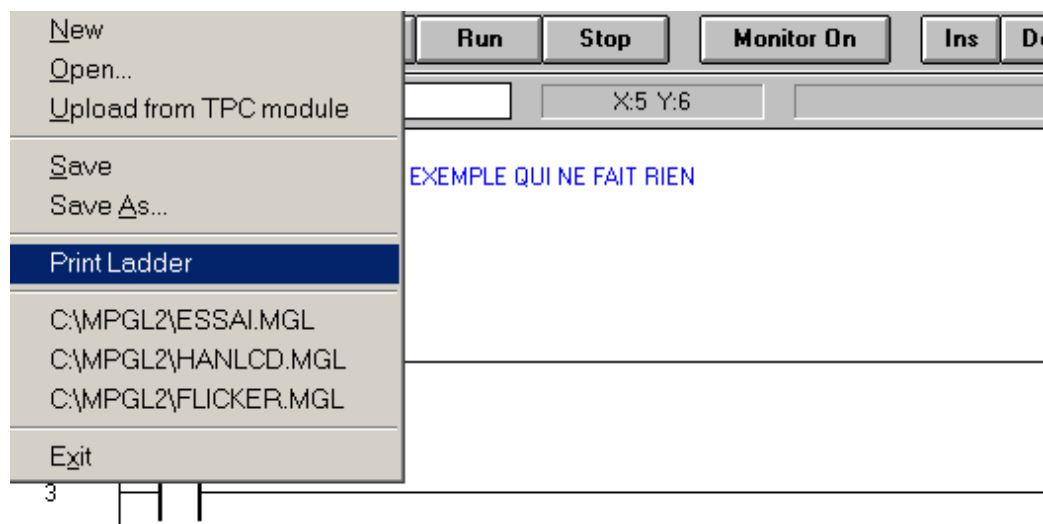 New
Open...
Upload from TPC module
Save
Save As...
Print Ladder
C:\MPGL2\ESSAI.MGL
C:\MPGL2\HANLCD.MGL
C:\MPGL2\FLICKER.MGL
Exit
Run Stop Monitor On Ins
X:5 Y:6
EXEMPLE QUI NE FAIT RIEN
3